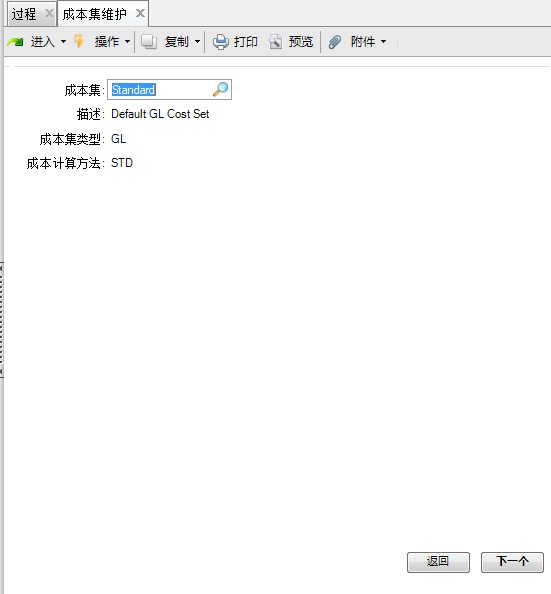 过程 成本集维护
进入 操作 复制 打印 预览 附件
成本集: Standard
描述: Default GL Cost Set
成本集类型: GL
成本计算方法: STD
返回 下一个